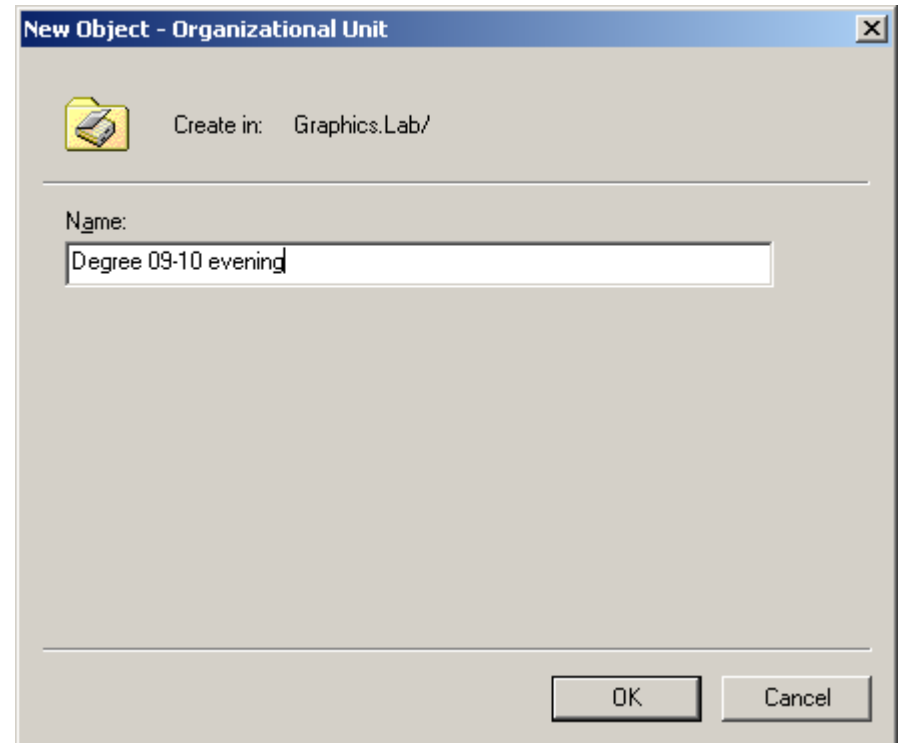 New Object - Organizational Unit
Create in: Graphics.Lab/
Name:
Degree 09-10 evening
OK Cancel